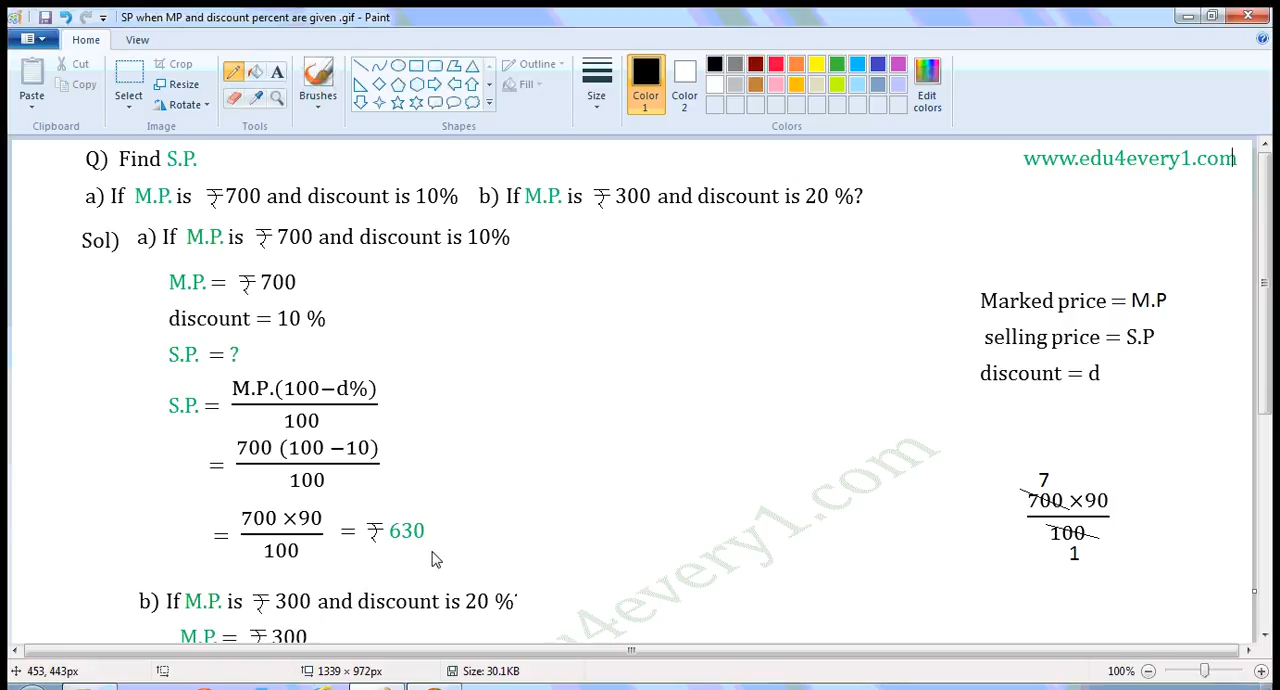 SP when MP and discount percent are given .gif - Paint
Home View
Paste
Cut
Copy
Clipboard
Select
Crop
Resize
Rotate
Image
A
Tools
Brushes
Shapes
Outline
Fill
Size
Color 1
Color 2
Edit colors
Colors
Q) Find S.P.
www.edu4every1.com
a) If M.P. is ₹700 and discount is 10% b) If M.P. is ₹ 300 and discount is 20 %?
Sol) a) If M.P. is ₹ 700 and discount is 10%
M.P. = ₹ 700
discount = 10 %
S.P. = ?
S.P. = M.P.(100−d%)
100
= 700 (100 −10)
100
= 700 ×90
100
= ₹ 630
b) If M.P. is ₹ 300 and discount is 20 %
M.P. = ₹ 300
Marked price = M.P
selling price = S.P
discount = d
7
700 ×90
100
1
4every1.com
453, 443px
1339 × 972px
Size: 30.1KB
100%